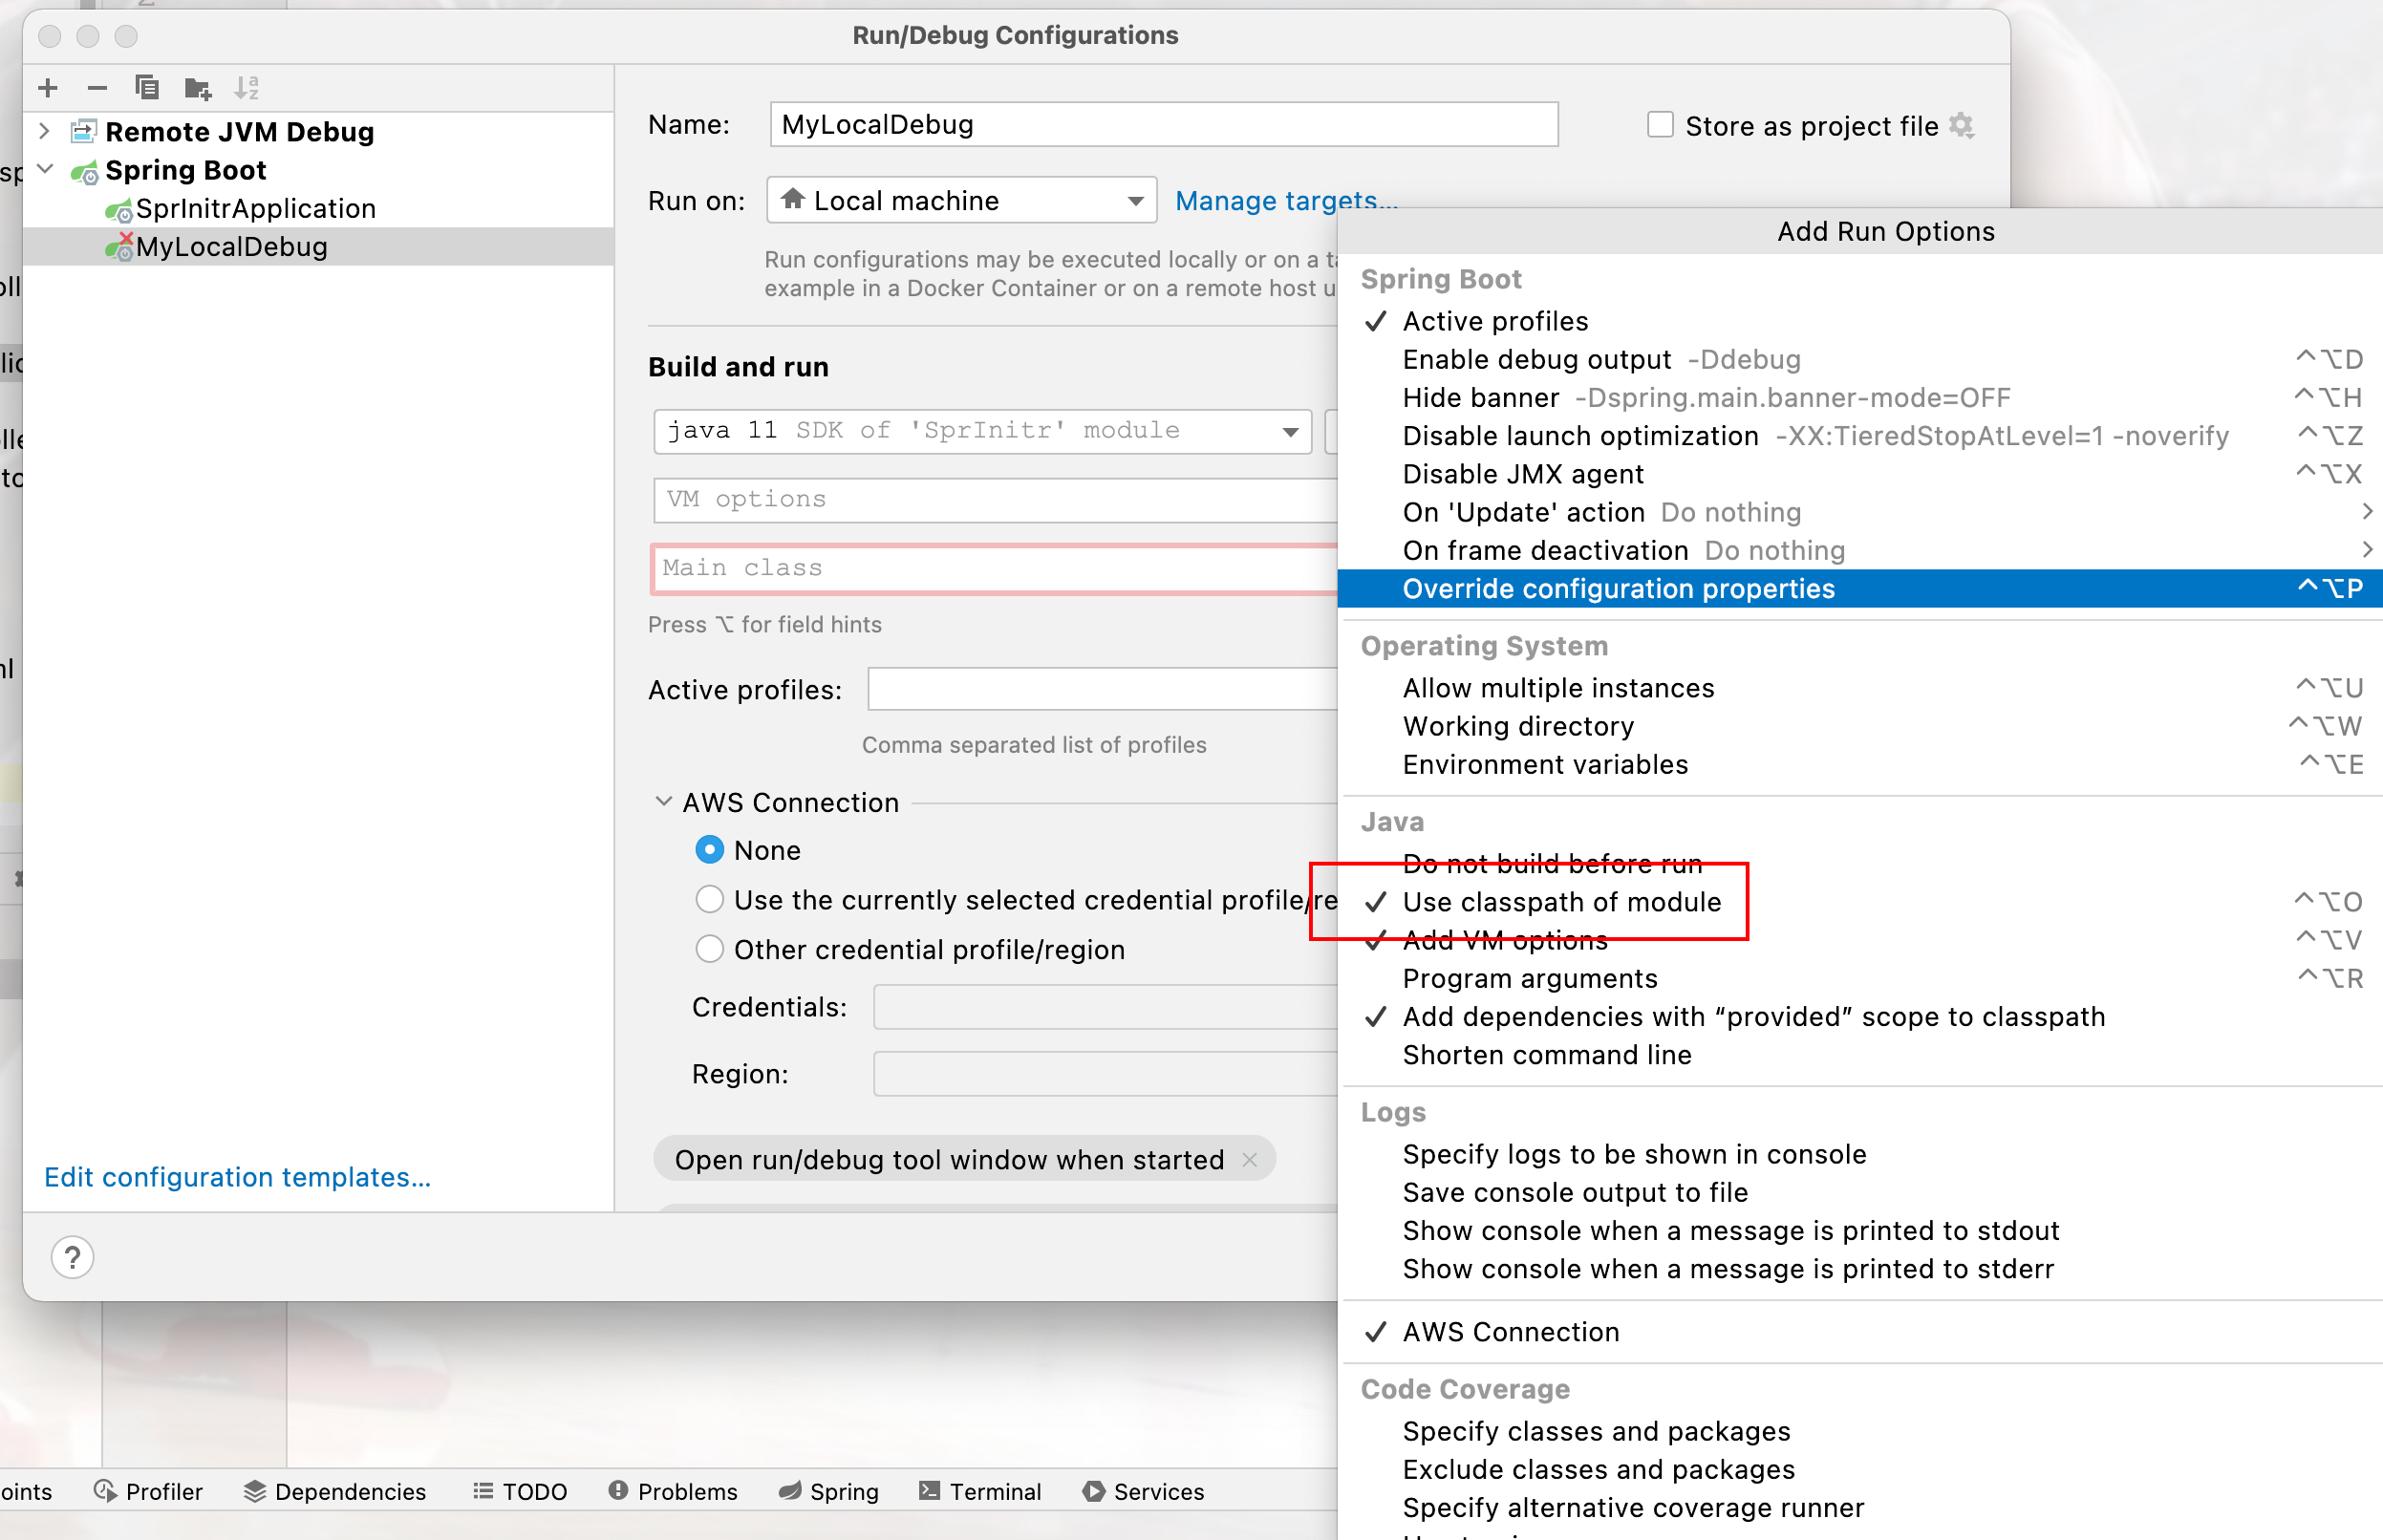 Run/Debug Configurations
Remote JVM Debug
Spring Boot
SprInitrApplication
MyLocalDebug
Edit configuration templates...
Name:
MyLocalDebug
Store as project file
Run on:
Local machine
Manage targets...
Run configurations may be executed locally or on a ta
example in a Docker Container or on a remote host u
Build and run
java 11 SDK of 'SprInitr' module
VM options
Main class
Press ⌥ for field hints
Active profiles:
Comma separated list of profiles
AWS Connection
None
Use the currently selected credential profile/re
Other credential profile/region
Credentials:
Region:
Open run/debug tool window when started
?
Add Run Options
Spring Boot
Active profiles
Enable debug output -Ddebug ^⌥D
Hide banner -Dspring.main.banner-mode=OFF ^⌥H
Disable launch optimization -XX:TieredStopAtLevel=1 -noverify ^⌥Z
Disable JMX agent ^⌥X
On 'Update' action Do nothing
On frame deactivation Do nothing
Override configuration properties ^⌥P
Operating System
Allow multiple instances ^⌥U
Working directory ^⌥W
Environment variables ^⌥E
Java
Do not build before run
Use classpath of module ^⌥O
Add VM options ^⌥V
Program arguments ^⌥R
Add dependencies with “provided” scope to classpath
Shorten command line
Logs
Specify logs to be shown in console
Save console output to file
Show console when a message is printed to stdout
Show console when a message is printed to stderr
AWS Connection
Code Coverage
Specify classes and packages
Exclude classes and packages
Specify alternative coverage runner
oints
Profiler
Dependencies
TODO
Problems
Spring
Terminal
Services